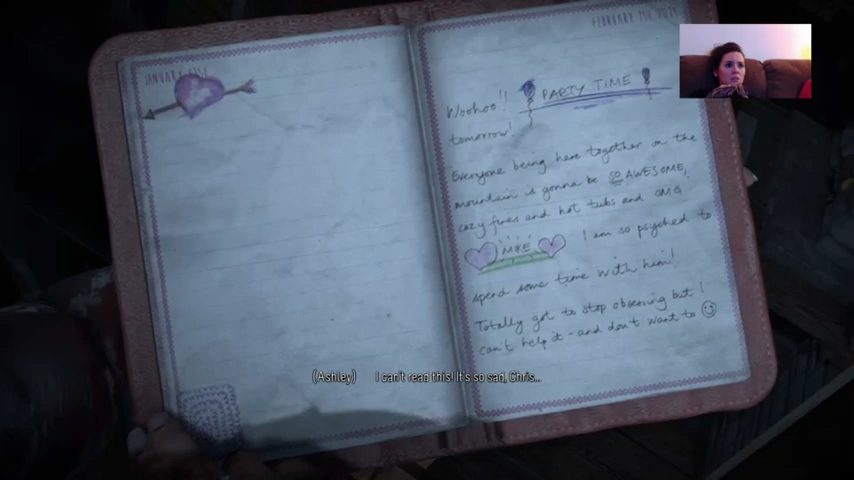 JANUARY 31ST
FEBRUARY 1ST, 2014
Woohoo!! PARTY TIME
tomorrow!
Everyone being here together on the
mountain is gonna be SO AWESOME,
cozy fires and hot tubs and OMG
MIKE I am so psyched to
spend some time with him!
Totally got to stop obsessing but I
can't help it - and don't want to
(Ashley) I can't read this! It's so sad, Chris...